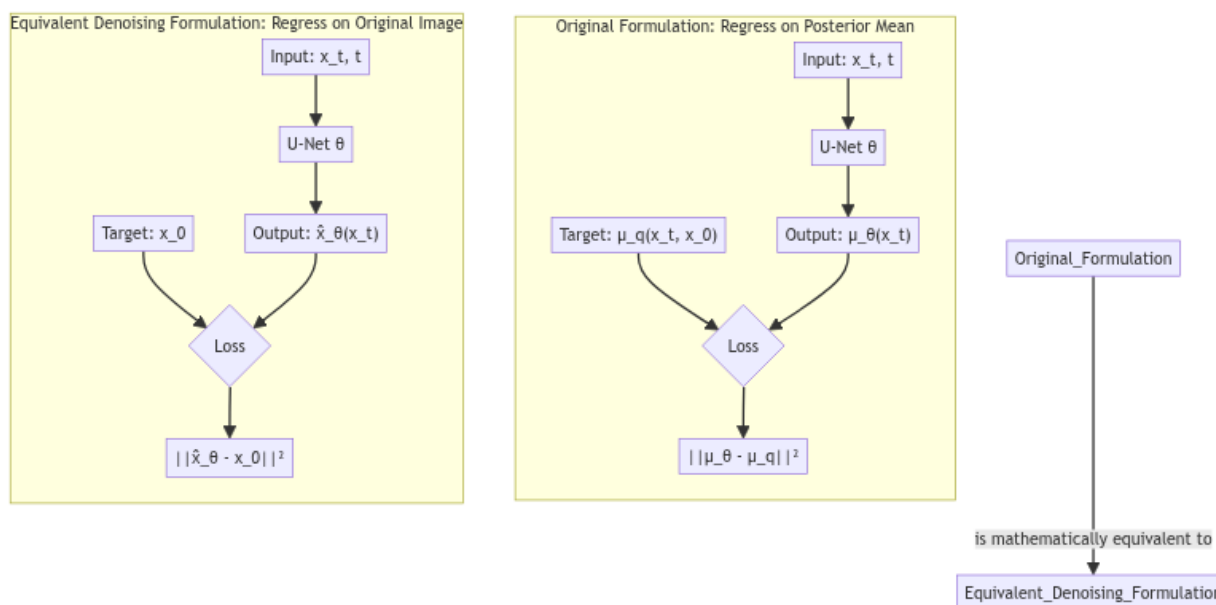 Equivalent Denoising Formulation: Regress on Original Image
Input: x_t, t
U-Net θ
Target: x_0
Output: x̂_θ(x_t)
Loss
||x̂_θ - x_0||²
Original Formulation: Regress on Posterior Mean
Input: x_t, t
U-Net θ
Target: μ_q(x_t, x_0)
Output: μ_θ(x_t)
Loss
||μ_θ - μ_q||²
Original_Formulation
is mathematically equivalent to
Equivalent_Denoising_Formulation